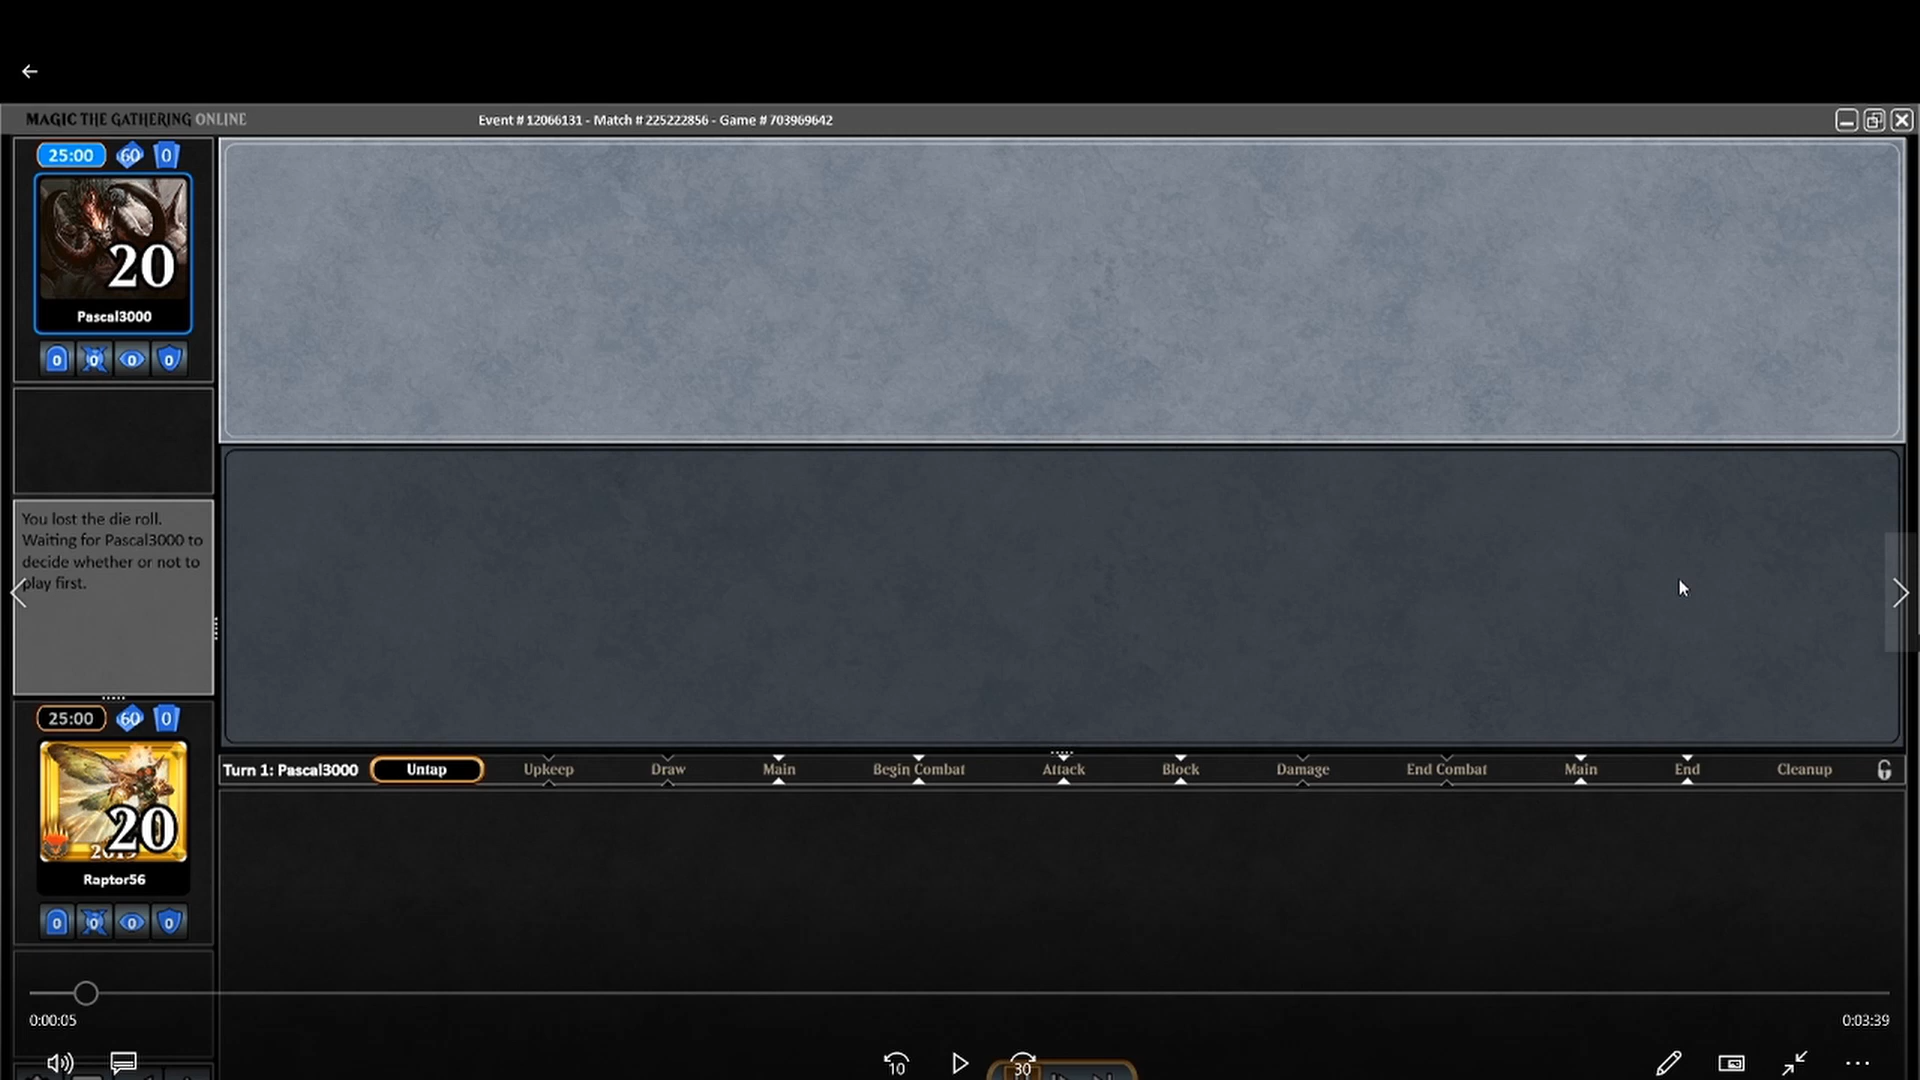 MAGIC THE GATHERING ONLINE
Event # 12066131 - Match # 225222856 - Game # 703969642
25:00 60 0
20
Pascal3000
0 0 0 0
You lost the die roll.
Waiting for Pascal3000 to
decide whether or not to
play first.
25:00 60 0
20
2019
Raptor56
0 0 0 0
Turn 1: Pascal3000 Untap Upkeep Draw Main Begin Combat Attack Block Damage End Combat Main End Cleanup
0:00:05 0:03:39
10 30